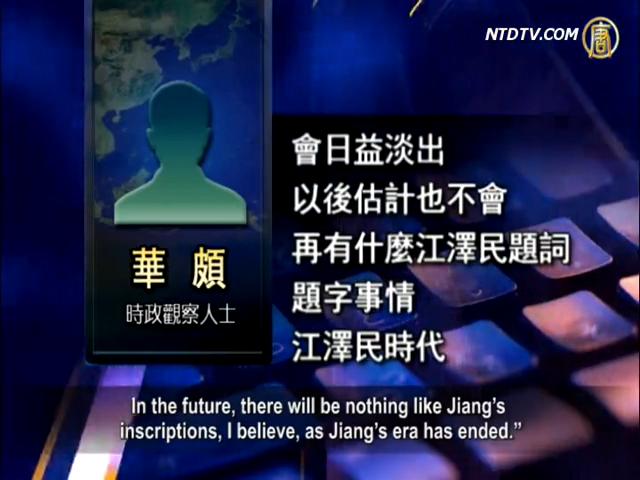 NTDTV.COM
唐
會日益淡出
以後估計也不會
再有什麼江澤民題詞
題字事情
江澤民時代
華頗
時政觀察人士
In the future, there will be nothing like Jiang's
inscriptions, I believe, as Jiang's era has ended.”